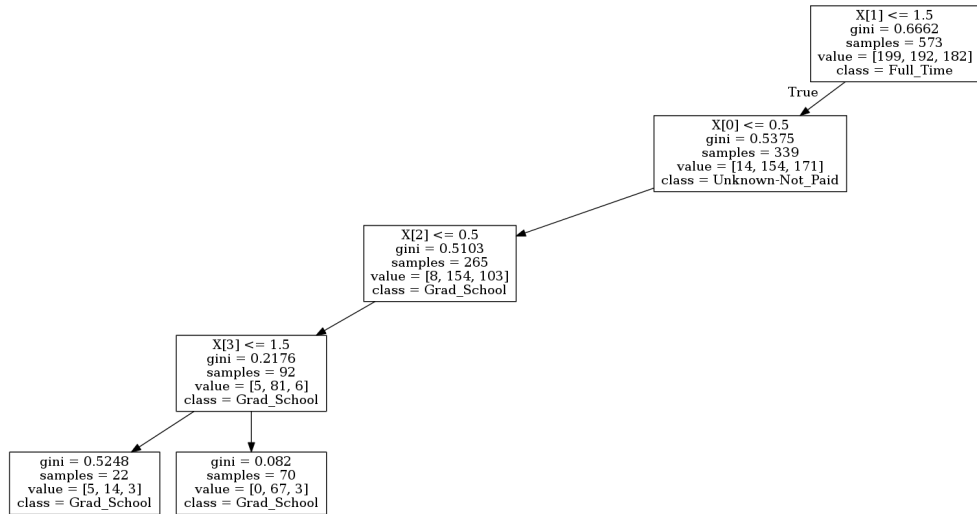 X[1] <= 1.5
gini = 0.6662
samples = 573
value = [199, 192, 182]
class = Full_Time
True
X[0] <= 0.5
gini = 0.5375
samples = 339
value = [14, 154, 171]
class = Unknown-Not_Paid
X[2] <= 0.5
gini = 0.5103
samples = 265
value = [8, 154, 103]
class = Grad_School
X[3] <= 1.5
gini = 0.2176
samples = 92
value = [5, 81, 6]
class = Grad_School
gini = 0.5248
samples = 22
value = [5, 14, 3]
class = Grad_School
gini = 0.082
samples = 70
value = [0, 67, 3]
class = Grad_School